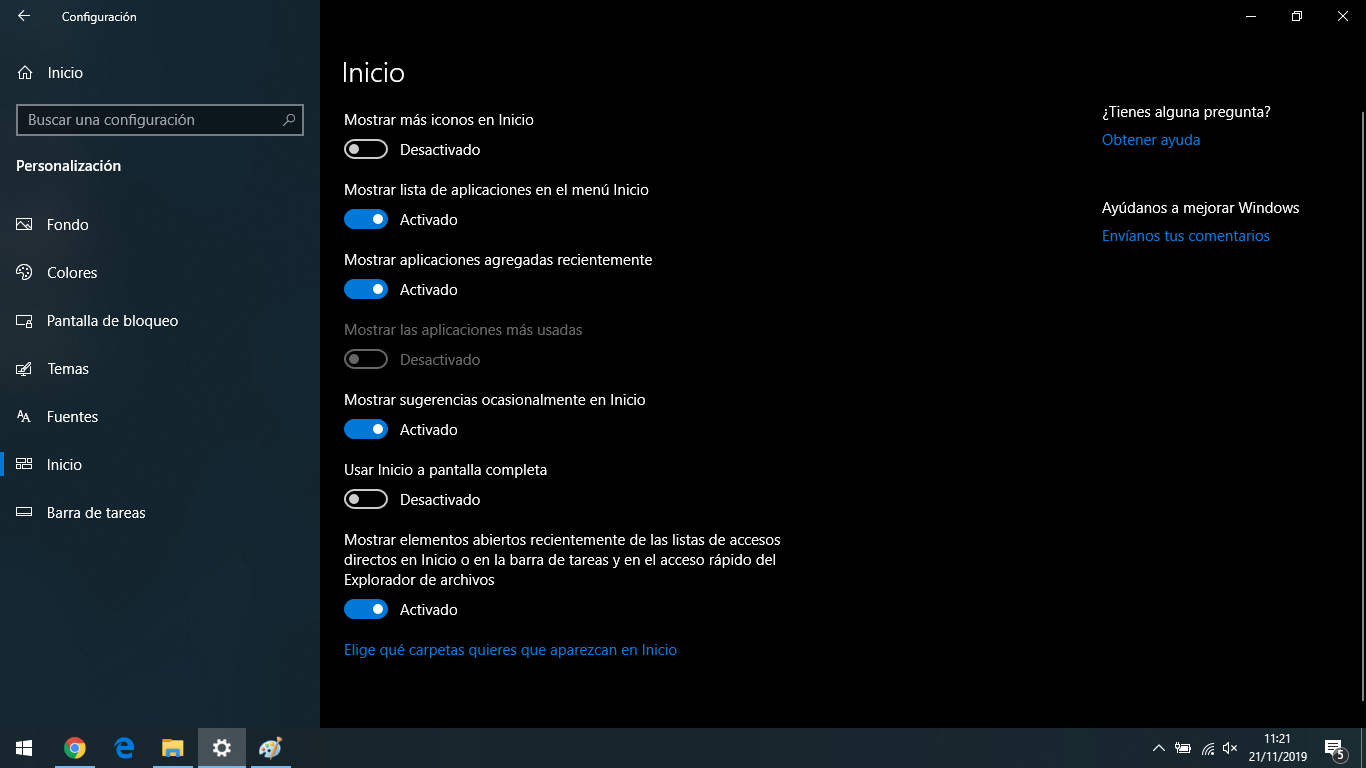 Configuración
Inicio
Buscar una configuración
Personalización
Fondo
Colores
Pantalla de bloqueo
Temas
Fuentes
Inicio
Barra de tareas
Inicio
Mostrar más iconos en Inicio
Desactivado
Mostrar lista de aplicaciones en el menú Inicio
Activado
Mostrar aplicaciones agregadas recientemente
Activado
Mostrar las aplicaciones más usadas
Desactivado
Mostrar sugerencias ocasionalmente en Inicio
Activado
Usar Inicio a pantalla completa
Desactivado
Mostrar elementos abiertos recientemente de las listas de accesos
directos en Inicio o en la barra de tareas y en el acceso rápido del
Explorador de archivos
Activado
Elige qué carpetas quieres que aparezcan en Inicio
¿Tienes alguna pregunta?
Obtener ayuda
Ayúdanos a mejorar Windows
Envíanos tus comentarios
11:21
21/11/2019
5